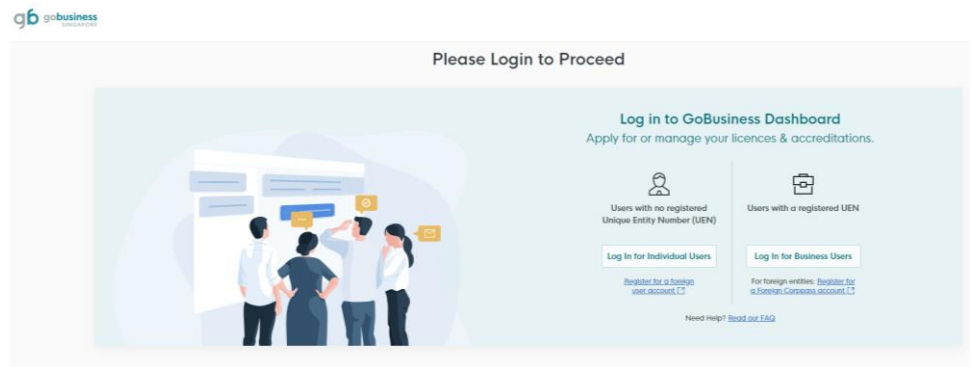 gb gobusiness
SINGAPORE
Please Login to Proceed
Log in to GoBusiness Dashboard
Apply for or manage your licences & accreditations.
Users with no registered
Unique Entity Number (UEN)
Log In for Individual Users
Register for a foreign
user account
Users with a registered UEN
Log In for Business Users
For foreign entities: Register for
a Foreign Corppass account
Need Help? Read our FAQ